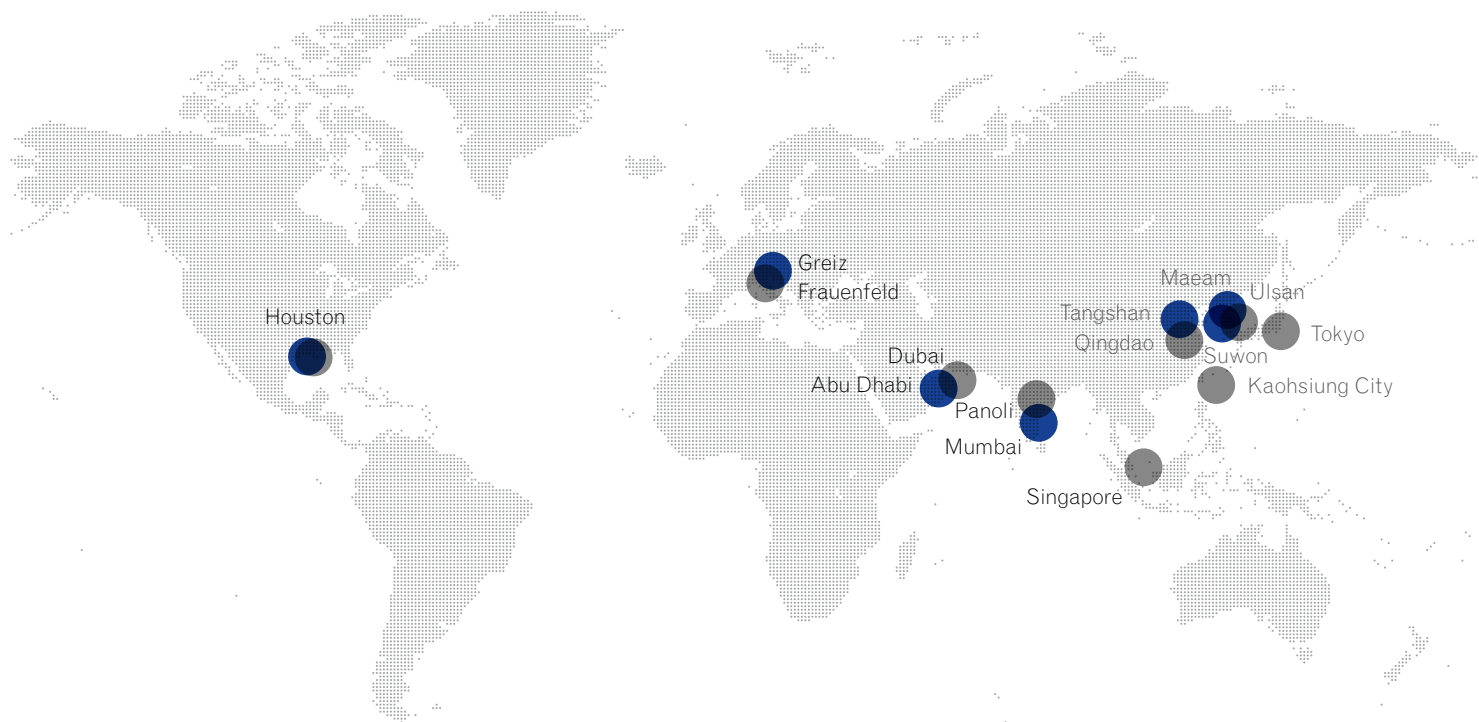 Greiz
Frauenfeld
Maeam
Ulsan
Houston
Tangshan
Tokyo
Qingdao
Suwon
Dubai
Abu Dhabi
Kaohsiung City
Panoli
Mumbai
Singapore